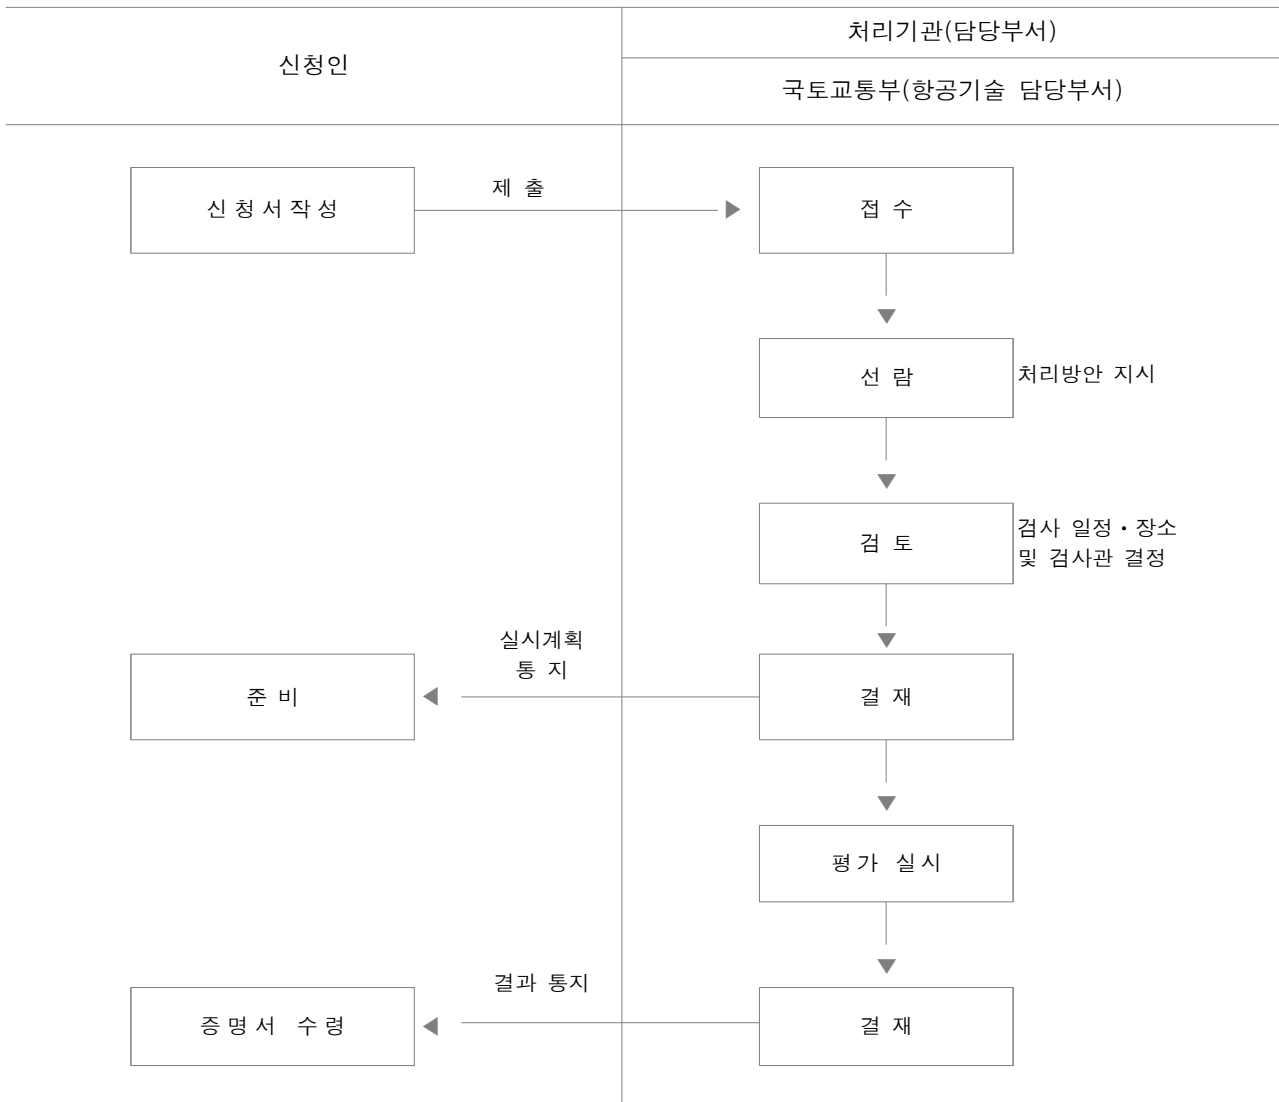 신청인
처리기관(담당부서)
국토교통부(항공기술 담당부서)
신청서작성
제 출
접 수
선 람
처리방안 지시
검 토
검사 일정·장소
및 검사관 결정
실시계획
통 지
준 비
결 재
평가 실시
결과 통지
증명서 수령
결 재